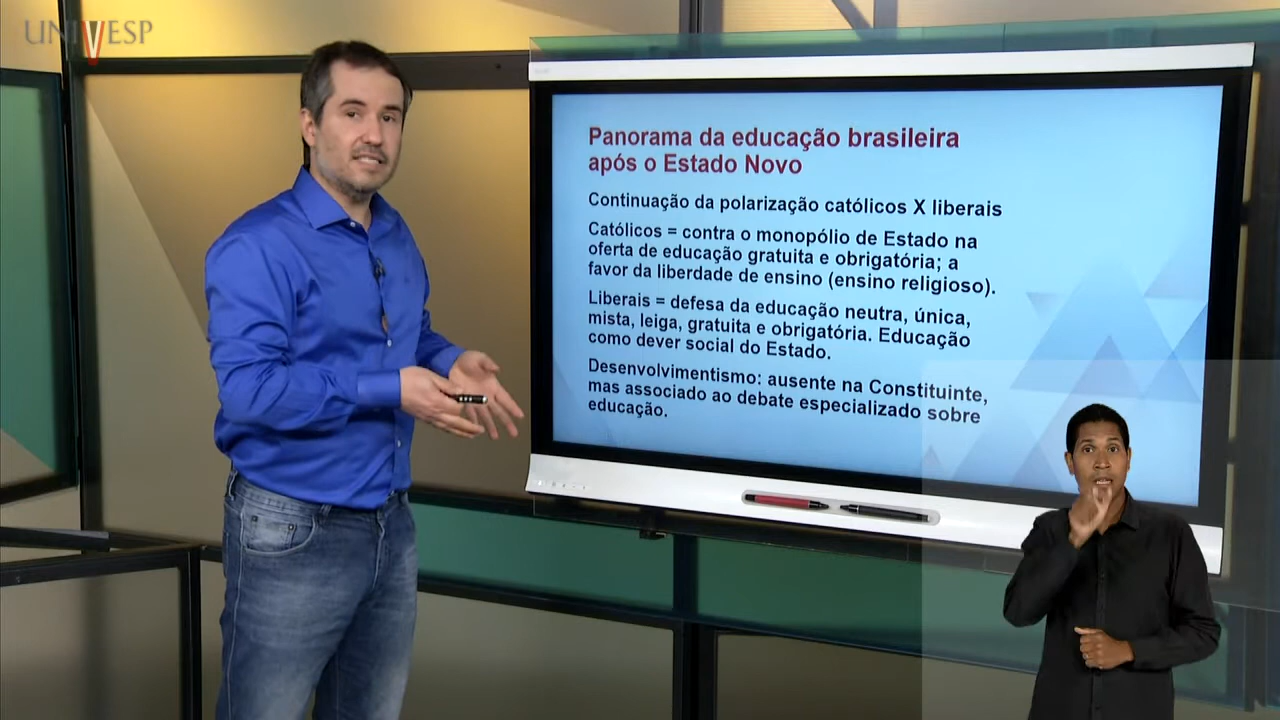 UNIVESP
Panorama da educação brasileira
após o Estado Novo
Continuação da polarização católicos X liberais
Católicos = contra o monopólio de Estado na
oferta de educação gratuita e obrigatória; a
favor da liberdade de ensino (ensino religioso).
Liberais = defesa da educação neutra, única,
mista, leiga, gratuita e obrigatória. Educação
como dever social do Estado.
Desenvolvimentismo: ausente na Constituinte,
mas associado ao debate especializado sobre
educação.